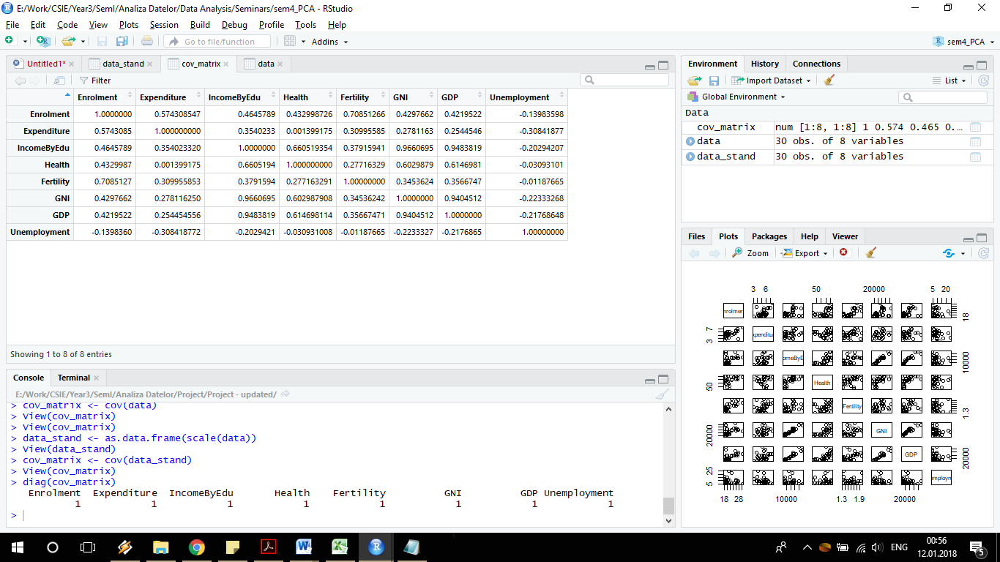 E:/Work/CSIE/Year3/SemI/Analiza Datelor/Data Analysis/Seminars/sem4_PCA - RStudio
File Edit Code View Plots Session Build Debug Profile Tools Help
Go to file/function Addins sem4_PCA
Untitled1* data_stand cov_matrix data
Filter
Enrolment Expenditure IncomeByEdu Health Fertility GNI GDP Unemployment
Enrolment 1.0000000 0.574308547 0.4645789 0.432998726 0.70851266 0.4297662 0.4219522 -0.13983598
Expenditure 0.5743085 1.000000000 0.3540233 0.001399175 0.30995585 0.2781163 0.2544546 -0.30841877
IncomeByEdu 0.4645789 0.354023320 1.0000000 0.660519354 0.37915941 0.9660695 0.9483819 -0.20294207
Health 0.4329987 0.001399175 0.6605194 1.000000000 0.27716329 0.6029879 0.6146981 -0.03093101
Fertility 0.7085127 0.309955853 0.3791594 0.277163291 1.00000000 0.3453624 0.3566747 -0.01187665
GNI 0.4297662 0.278116250 0.9660695 0.602987908 0.34536242 1.0000000 0.9404512 -0.22333268
GDP 0.4219522 0.254454556 0.9483819 0.614698114 0.35667471 0.9404512 1.0000000 -0.21768648
Unemployment -0.1398360 -0.308418772 -0.2029421 -0.030931008 -0.01187665 -0.2233327 -0.2176865 1.00000000
Showing 1 to 8 of 8 entries
Console Terminal
E:/Work/CSIE/Year3/SemI/Analiza Datelor/Project/Project - updated/
> cov_matrix <- cov(data)
> View(cov_matrix)
> View(cov_matrix)
> data_stand <- as.data.frame(scale(data))
> View(data_stand)
> cov_matrix <- cov(data_stand)
> View(cov_matrix)
> diag(cov_matrix)
Enrolment Expenditure IncomeByEdu Health Fertility GNI GDP Unemployment
1 1 1 1 1 1 1 1
>
Environment History Connections
Import Dataset List
Global Environment
Data
cov_matrix num [1:8, 1:8] 1 0.574 0.465 0....
data 30 obs. of 8 variables
data_stand 30 obs. of 8 variables
Files Plots Packages Help Viewer
Zoom Export
3 6 50 20000 5 20
nrolmen 18
7 3 xpenditu
omeByE 10000
50 Health
Fertility 1.3
20000 GNI
GDP 20000
5 25 employm
18 28 10000 1.3 1.9 20000
ENG 00:56
12.01.2018 5